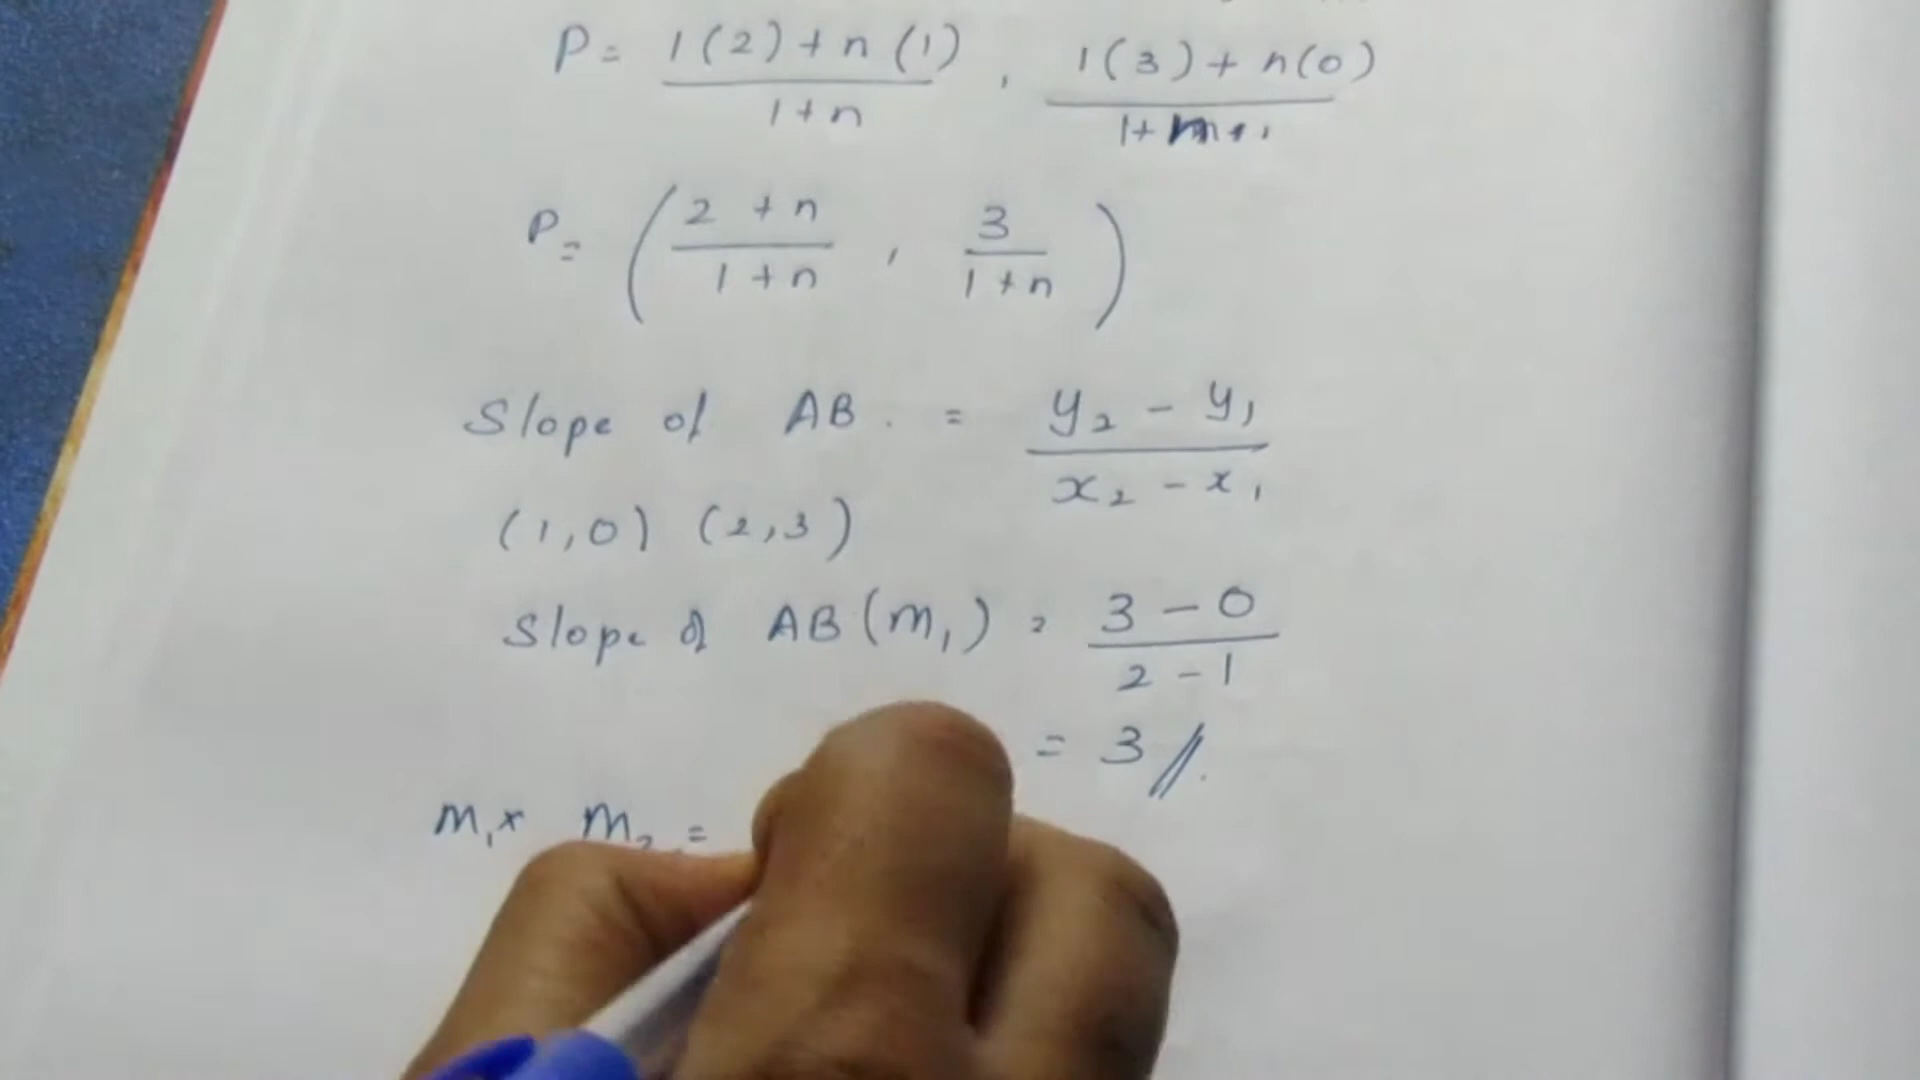 P = 1(2)+n(1) / 1+n , 1(3)+n(0) / 1+n
P = ( 2+n / 1+n , 3 / 1+n )
Slope of AB. = y₂ - y₁ / x₂ - x₁
(1,0) (2,3)
Slope of AB(m₁) = 3-0 / 2-1
= 3 //.
m₁ × m₂ =